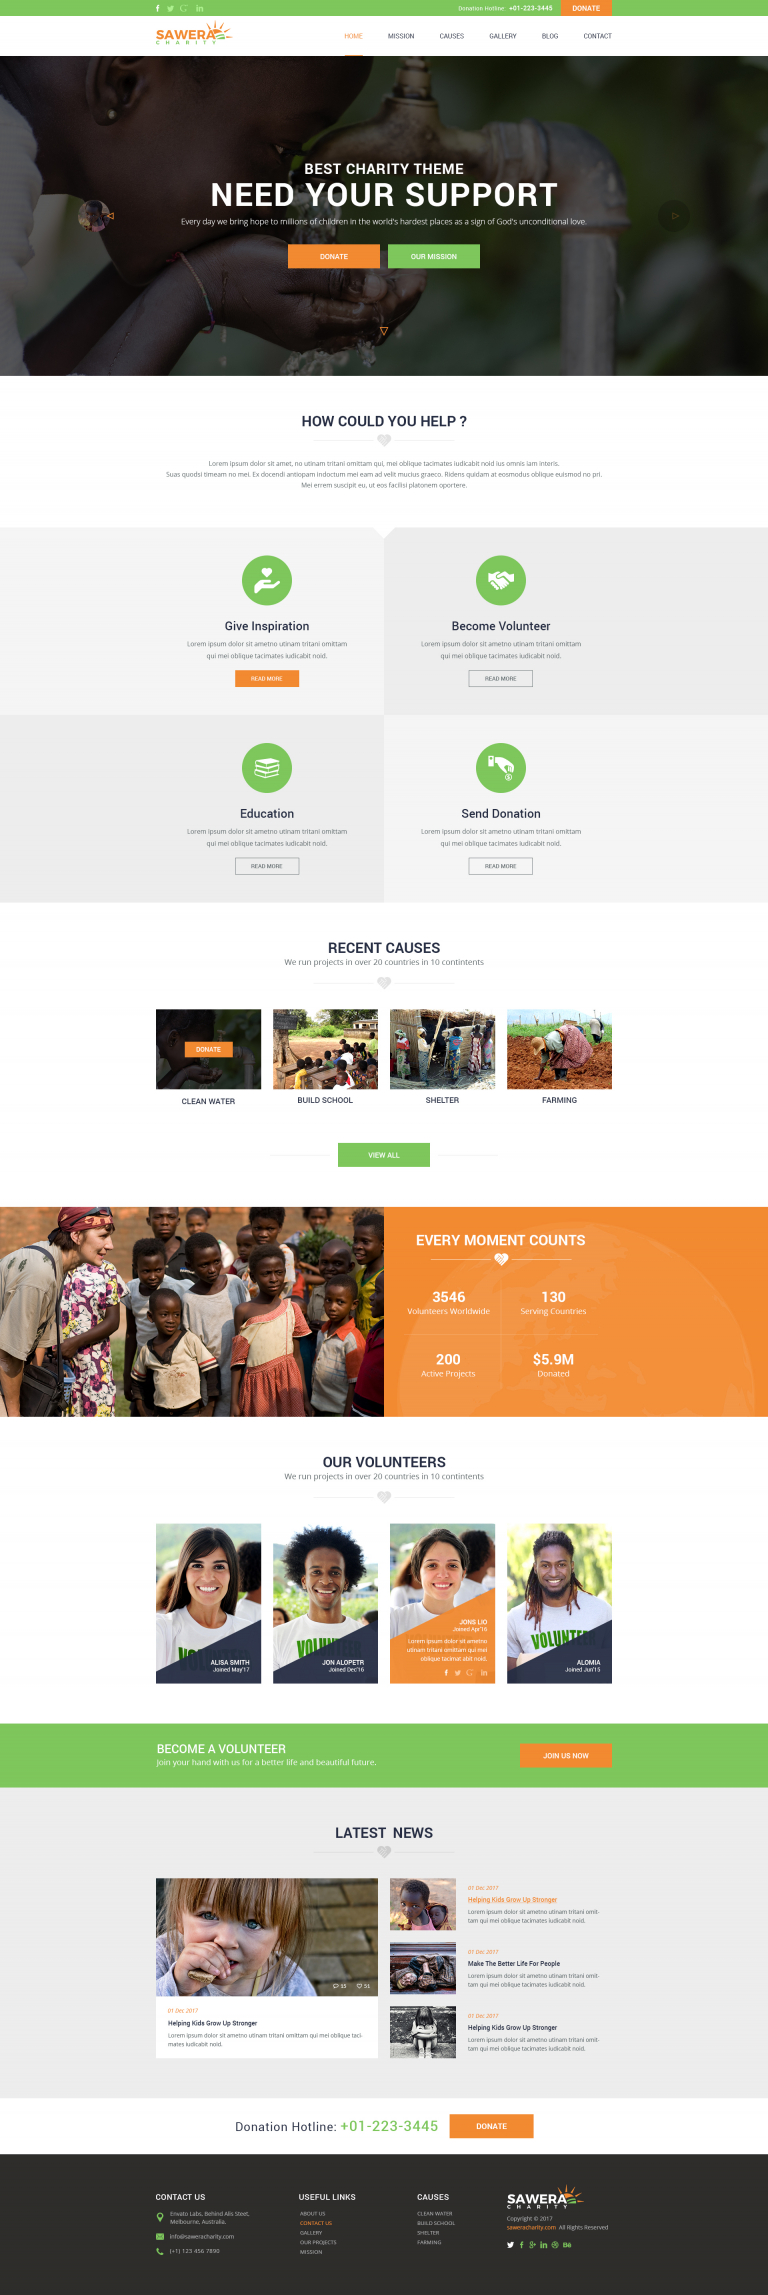 Donation Hotline: +01-223-3445
DONATE
SAWERA
CHARITY
HOME MISSION CAUSES GALLERY BLOG CONTACT
BEST CHARITY THEME
NEED YOUR SUPPORT
Every day we bring hope to millions of children in the world's hardest places as a sign of God's unconditional love.
DONATE
OUR MISSION
HOW COULD YOU HELP ?
Lorem ipsum dolor sit amet, no utinam tritani omittam qui, mei oblique tacimates iudicabit noid ius omnis iam interis.
Suas quodsi timeam no mei. Ex docendi antiopam indoctum mei eam ad velit mucius graeco. Ridens quidam at eosmodus oblique euismod no pri.
Mei errem suscipit eu, ut eos facilisi platonem oportere.
Give Inspiration
Lorem ipsum dolor sit ametno utinam tritani omittam
qui mei oblique tacimates iudicabit noid.
READ MORE
Become Volunteer
Lorem ipsum dolor sit ametno utinam tritani omittam
qui mei oblique tacimates iudicabit noid.
READ MORE
Education
Lorem ipsum dolor sit ametno utinam tritani omittam
qui mei oblique tacimates iudicabit noid.
READ MORE
Send Donation
Lorem ipsum dolor sit ametno utinam tritani omittam
qui mei oblique tacimates iudicabit noid.
READ MORE
RECENT CAUSES
We run projects in over 20 countries in 10 contintents
DONATE
CLEAN WATER
BUILD SCHOOL
SHELTER
FARMING
VIEW ALL
EVERY MOMENT COUNTS
3546
Volunteers Worldwide
130
Serving Countries
200
Active Projects
$5.9M
Donated
OUR VOLUNTEERS
We run projects in over 20 countries in 10 contintents
VOLUN
ALISA SMITH
Joined May'17
VOLUNTEER
JON ALOPETR
Joined Dec'16
JONS LIO
Joined Apr'16
Lorem ipsum dolor sit ametno
utinam tritani omittam qui mei
oblique tacimat abit noid.
VOLUNTEER
ALOMIA
Joined Jun'15
BECOME A VOLUNTEER
Join your hand with us for a better life and beautiful future.
JOIN US NOW
LATEST NEWS
15 51
01 Dec 2017
Helping Kids Grow Up Stronger
Lorem ipsum dolor sit ametno utinam tritani omittam qui mei oblique taci-
mates iudicabit noid.
01 Dec 2017
Helping Kids Grow Up Stronger
Lorem ipsum dolor sit ametno utinam tritani omit-
tam qui mei oblique tacimates iudicabit noid.
01 Dec 2017
Make The Better Life For People
Lorem ipsum dolor sit ametno utinam tritani omit-
tam qui mei oblique tacimates iudicabit noid.
01 Dec 2017
Helping Kids Grow Up Stronger
Lorem ipsum dolor sit ametno utinam tritani omit-
tam qui mei oblique tacimates iudicabit noid.
Donation Hotline: +01-223-3445
DONATE
CONTACT US
Envato Labs, Behind Alis Steet,
Melbourne, Australia.
info@saweracharity.com
(+1) 123 456 7890
USEFUL LINKS
ABOUT US
CONTACT US
GALLERY
OUR PROJECTS
MISSION
CAUSES
CLEAN WATER
BUILD SCHOOL
SHELTER
FARMING
SAWERA
CHARITY
Copyright © 2017
saweracharity.com All Rights Reserved